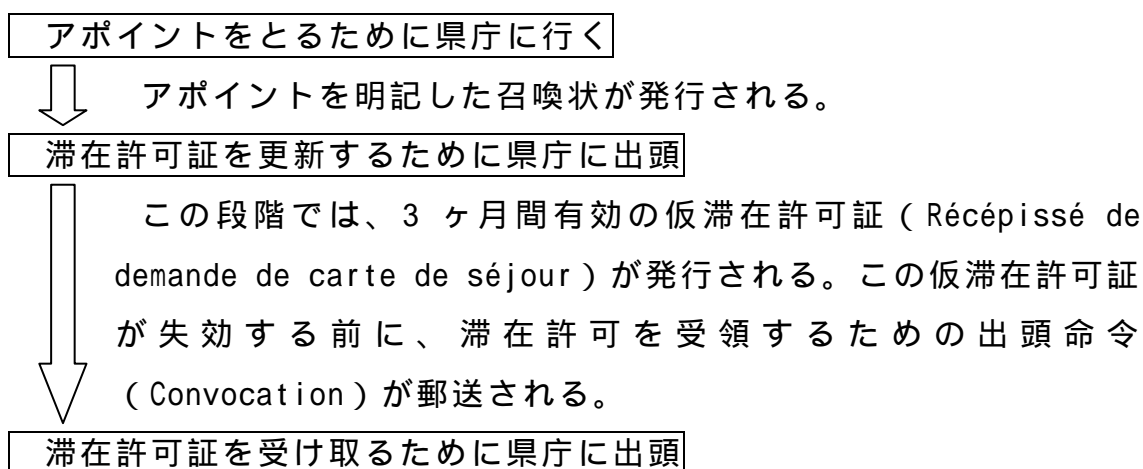 アポイントをとるために県庁に行く
アポイントを明記した召喚状が発行される。
滞在許可証を更新するために県庁に出頭
この段階では、3 ヶ月間有効の仮滞在許可証（Récépissé de
demande de carte de séjour）が発行される。この仮滞在許可証
が失効する前に、滞在許可を受領するための出頭命令
（Convocation）が郵送される。
滞在許可証を受け取るために県庁に出頭